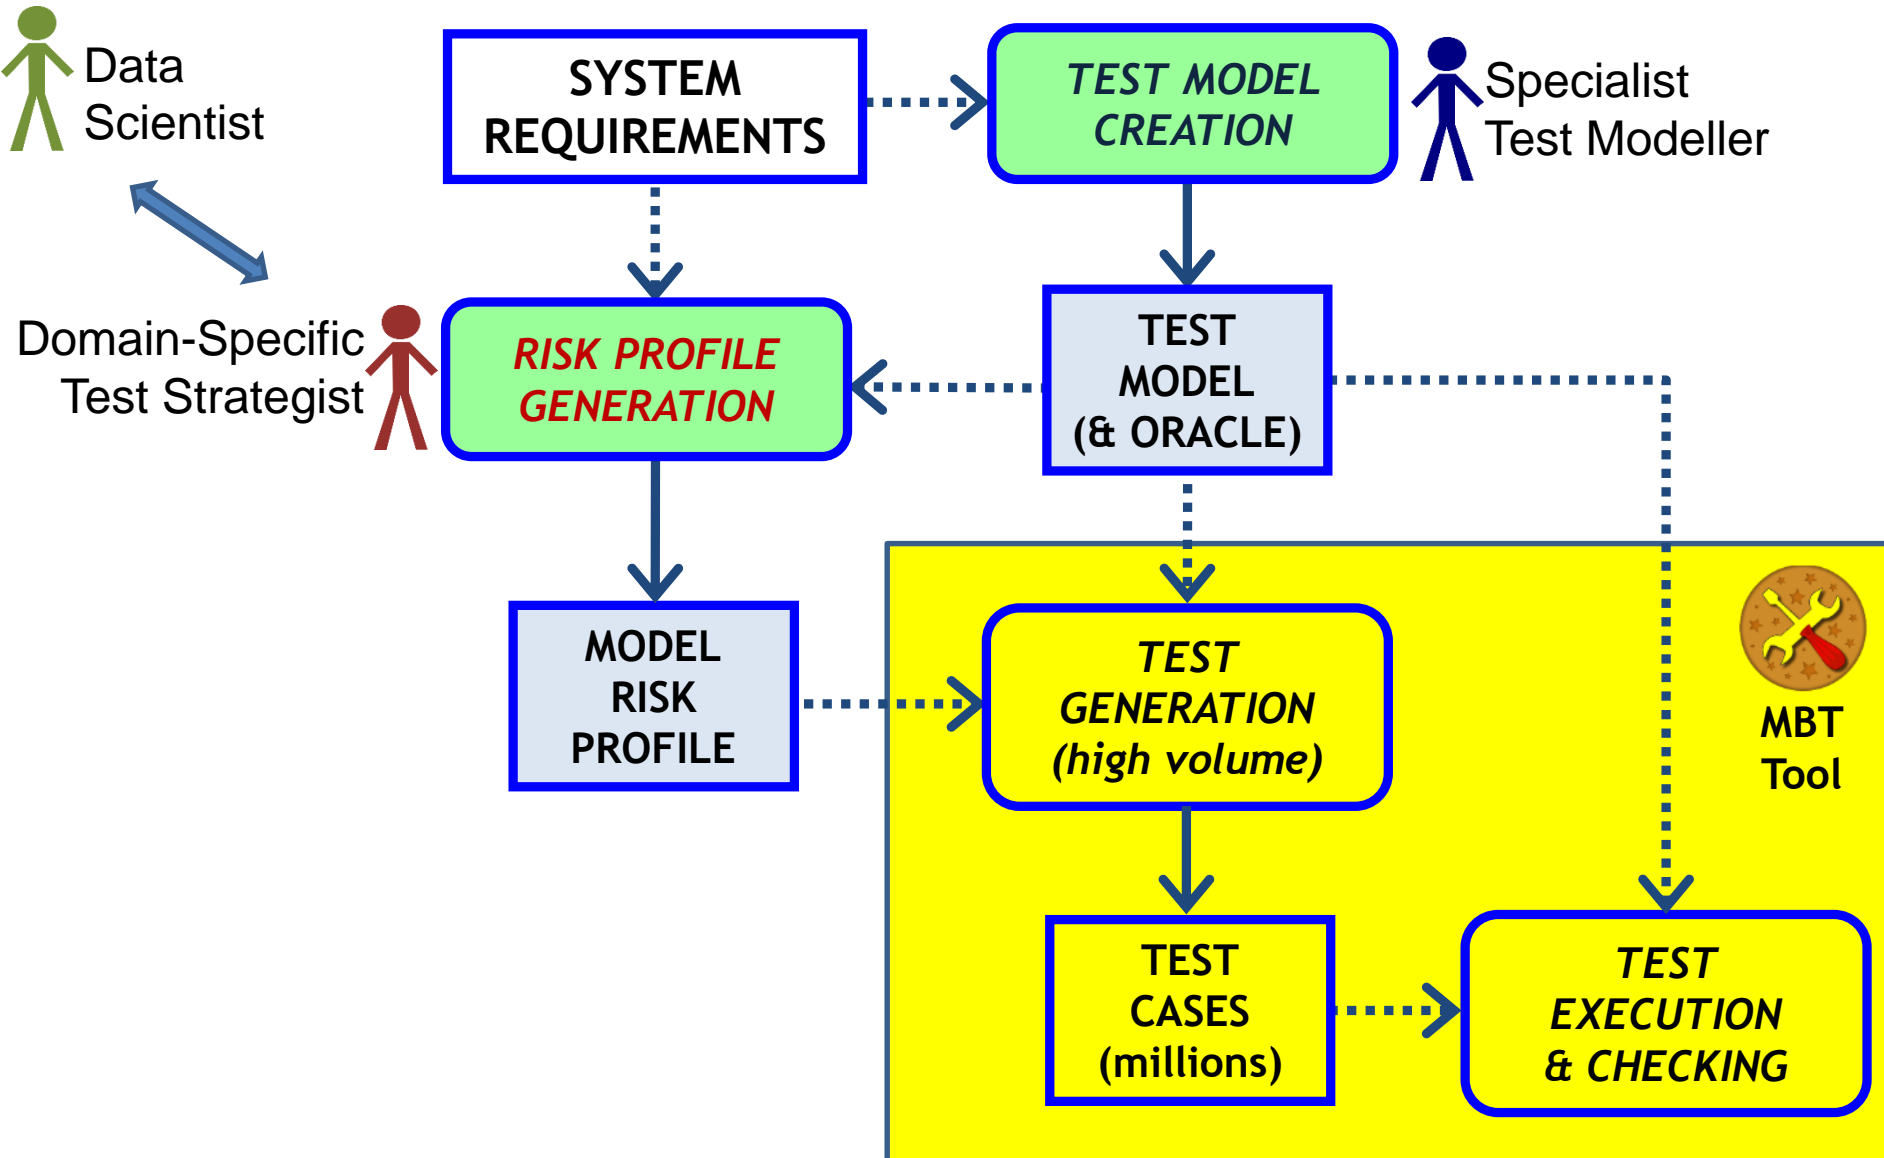 Data
Scientist
SYSTEM
REQUIREMENTS
TEST MODEL
CREATION
Specialist
Test Modeller
Domain-Specific
Test Strategist
RISK PROFILE
GENERATION
TEST
MODEL
(& ORACLE)
MODEL
RISK
PROFILE
TEST
GENERATION
(high volume)
MBT
Tool
TEST
CASES
(millions)
TEST
EXECUTION
& CHECKING